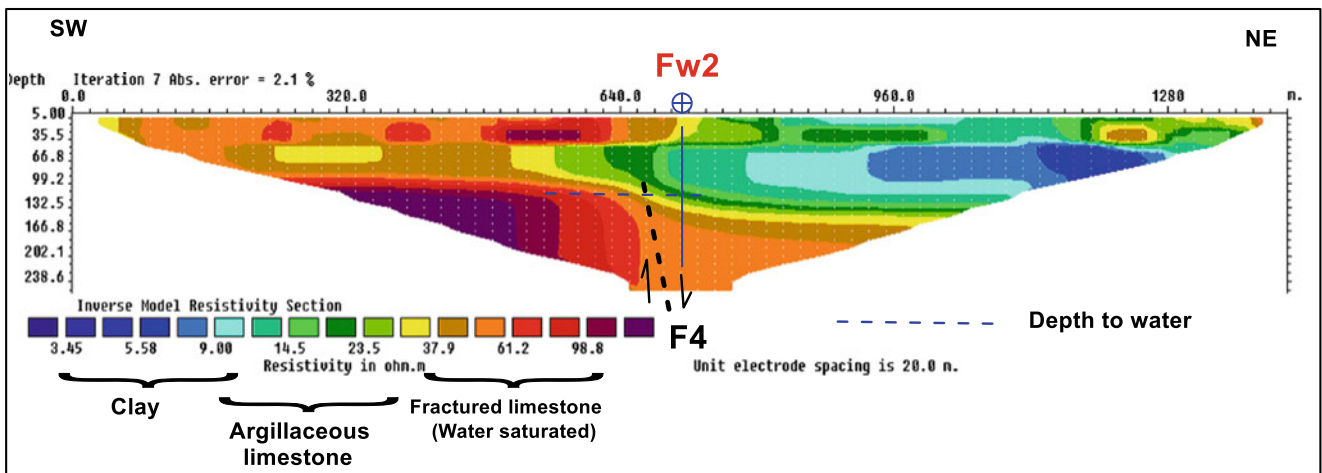 SW
NE
Fw2
Depth Iteration 7 Abs. error = 2.1 %
0.0 320.0 640.0 960.0 1280 m.
5.00
35.5
66.8
99.2
132.5
166.8
202.1
238.6
Inverse Model Resistivity Section
3.45 5.58 9.00 14.5 23.5 37.9 61.2 98.8
Resistivity in ohm.m
F4
Depth to water
Unit electrode spacing is 20.0 m.
Clay
Argillaceous
limestone
Fractured limestone
(Water saturated)